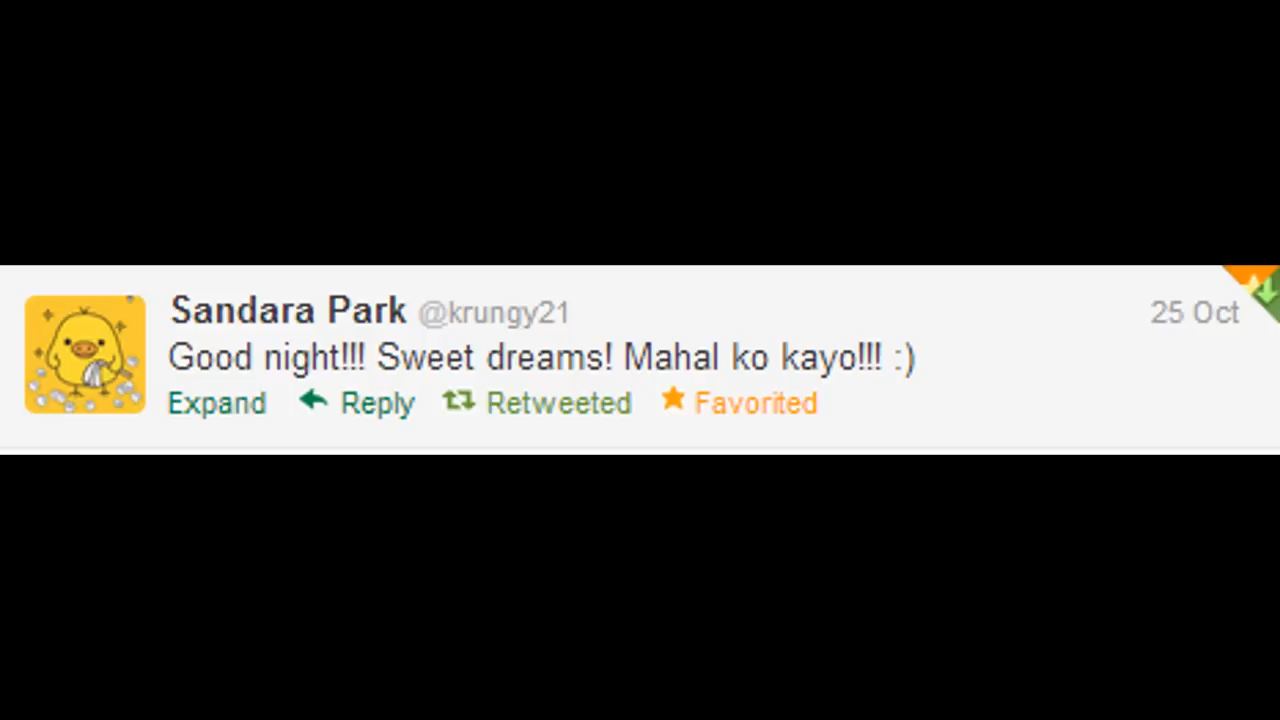 Sandara Park @krungy21 25 Oct
Good night!!! Sweet dreams! Mahal ko kayo!!! :)
Expand Reply Retweeted Favorited